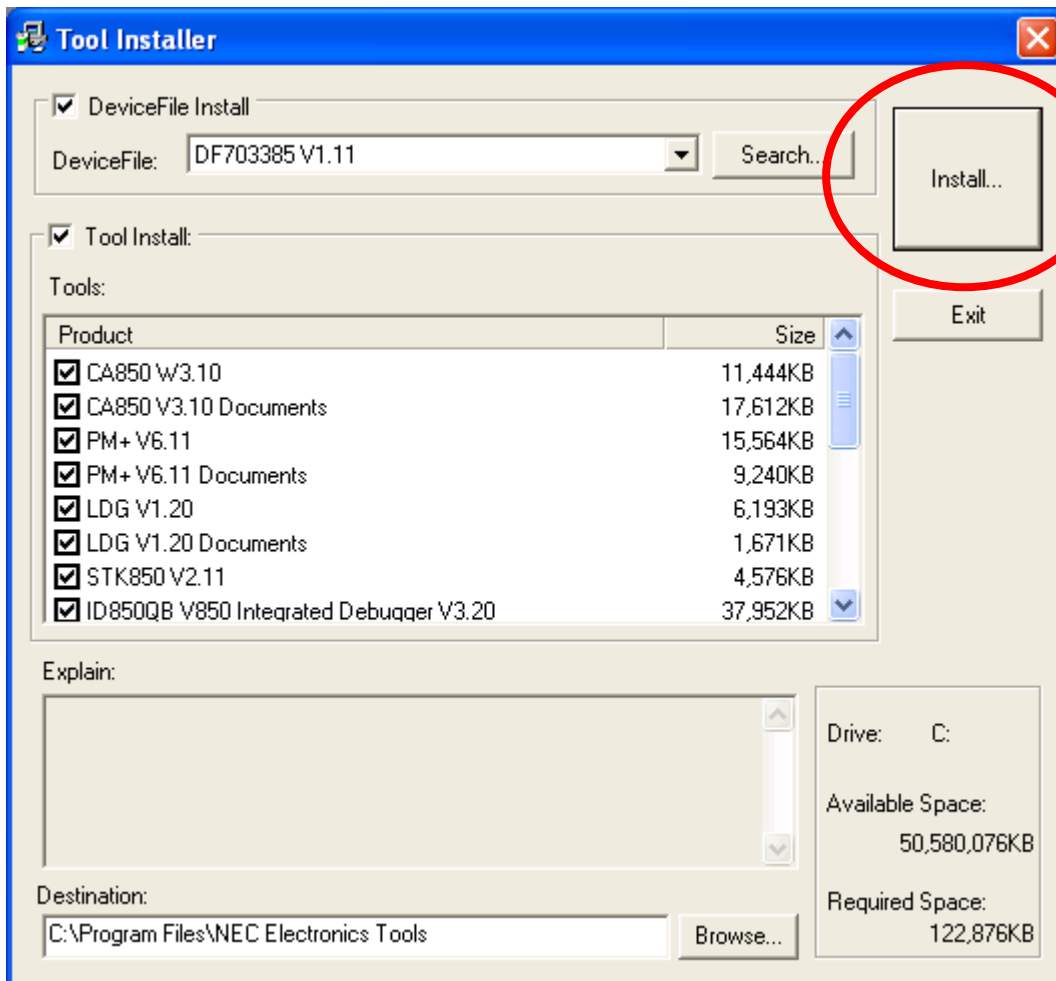 Tool Installer
DeviceFile Install
DeviceFile: DF703385 V1.11 Search...
Install...
Tool Install:
Exit
Tools:
Product Size
CA850 W3.10 11,444KB
CA850 V3.10 Documents 17,612KB
PM+ V6.11 15,564KB
PM+ V6.11 Documents 9,240KB
LDG V1.20 6,193KB
LDG V1.20 Documents 1,671KB
STK850 V2.11 4,576KB
ID850QB V850 Integrated Debugger V3.20 37,952KB
Explain:
Drive: C:
Available Space:
50,580,076KB
Destination:
C:\Program Files\NEC Electronics Tools Browse...
Required Space:
122,876KB